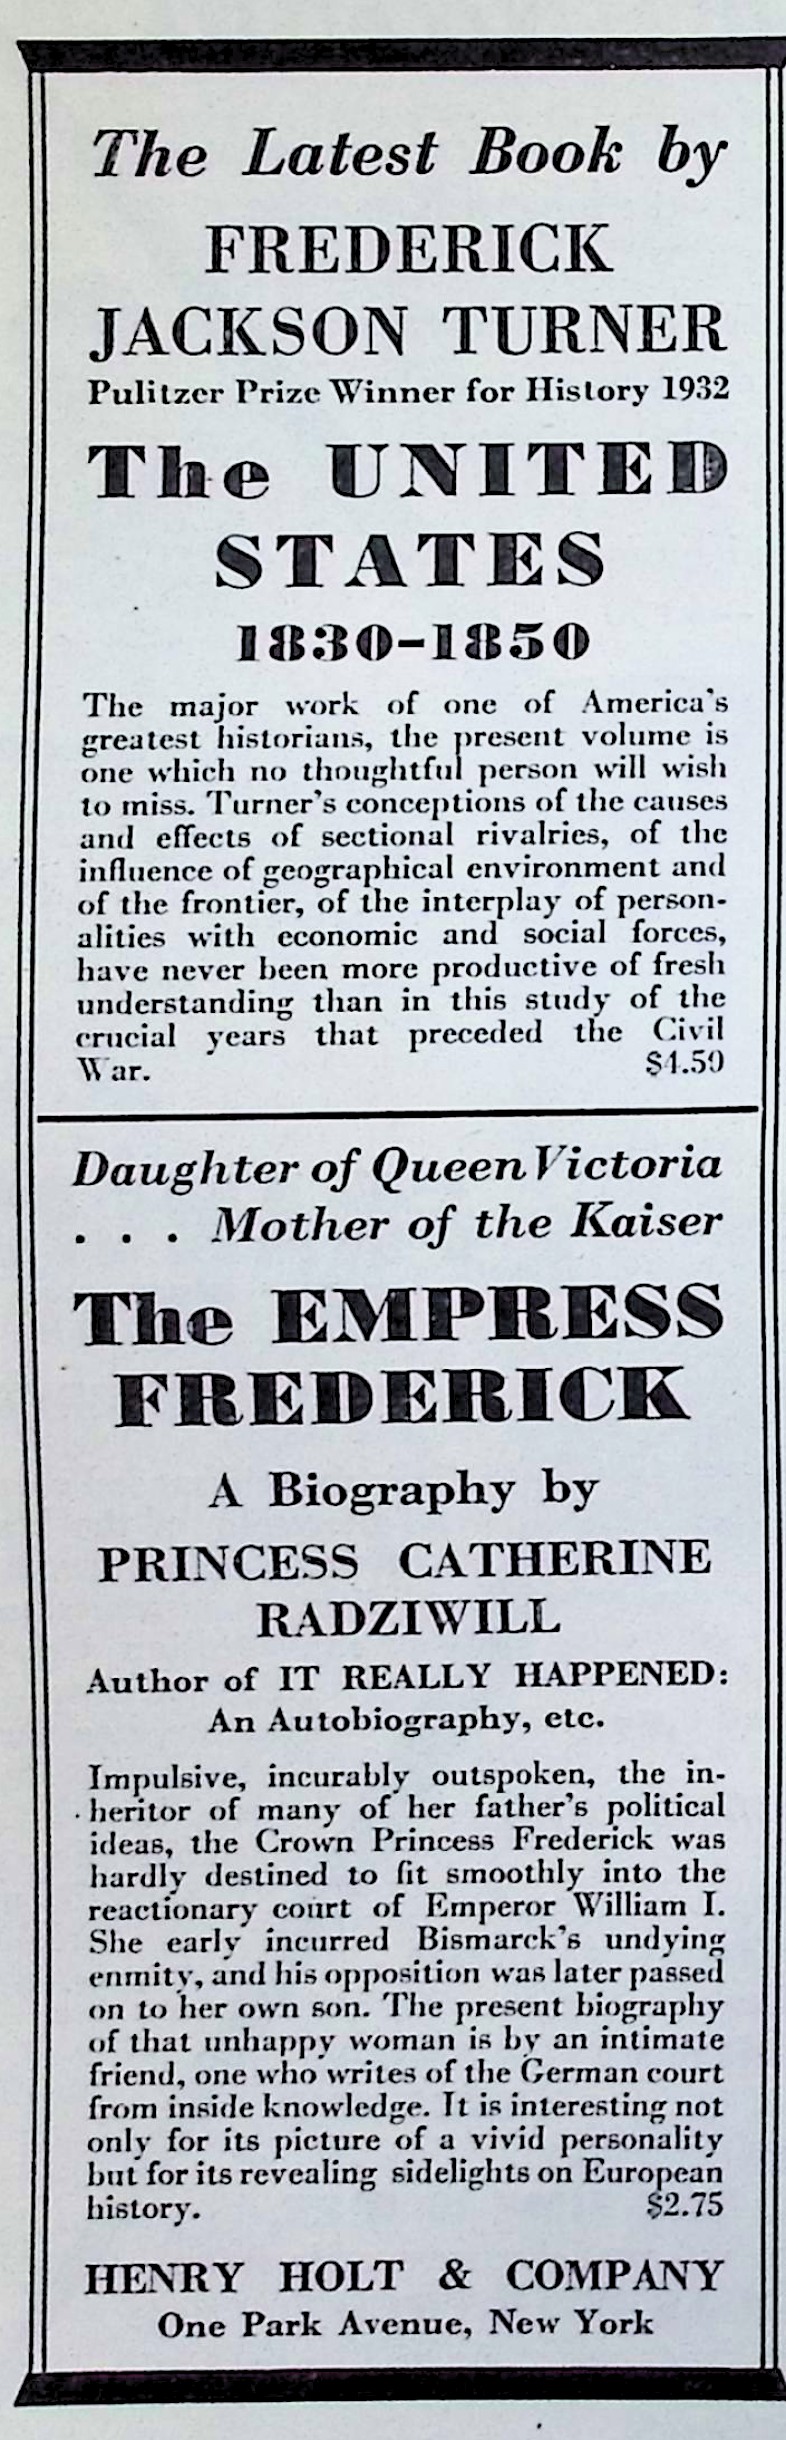 The Latest Book by
FREDERICK
JACKSON TURNER
Pulitzer Prize Winner for History 1932
The UNITED
STATES
1830-1850
The major work of one of America's
greatest historians, the present volume is
one which no thoughtful person will wish
to miss. Turner's conceptions of the causes
and effects of sectional rivalries, of the
influence of geographical environment and
of the frontier, of the interplay of person-
alities with economic and social forces,
have never been more productive of fresh
understanding than in this study of the
crucial years that preceded the Civil
War. $4.50
Daughter of Queen Victoria
. . . Mother of the Kaiser
The EMPRESS
FREDERICK
A Biography by
PRINCESS CATHERINE
RADZIWILL
Author of IT REALLY HAPPENED:
An Autobiography, etc.
Impulsive, incurably outspoken, the in-
heritor of many of her father's political
ideas, the Crown Princess Frederick was
hardly destined to fit smoothly into the
reactionary court of Emperor William I.
She early incurred Bismarck's undying
enmity, and his opposition was later passed
on to her own son. The present biography
of that unhappy woman is by an intimate
friend, one who writes of the German court
from inside knowledge. It is interesting not
only for its picture of a vivid personality
but for its revealing sidelights on European
history. $2.75
HENRY HOLT & COMPANY
One Park Avenue, New York